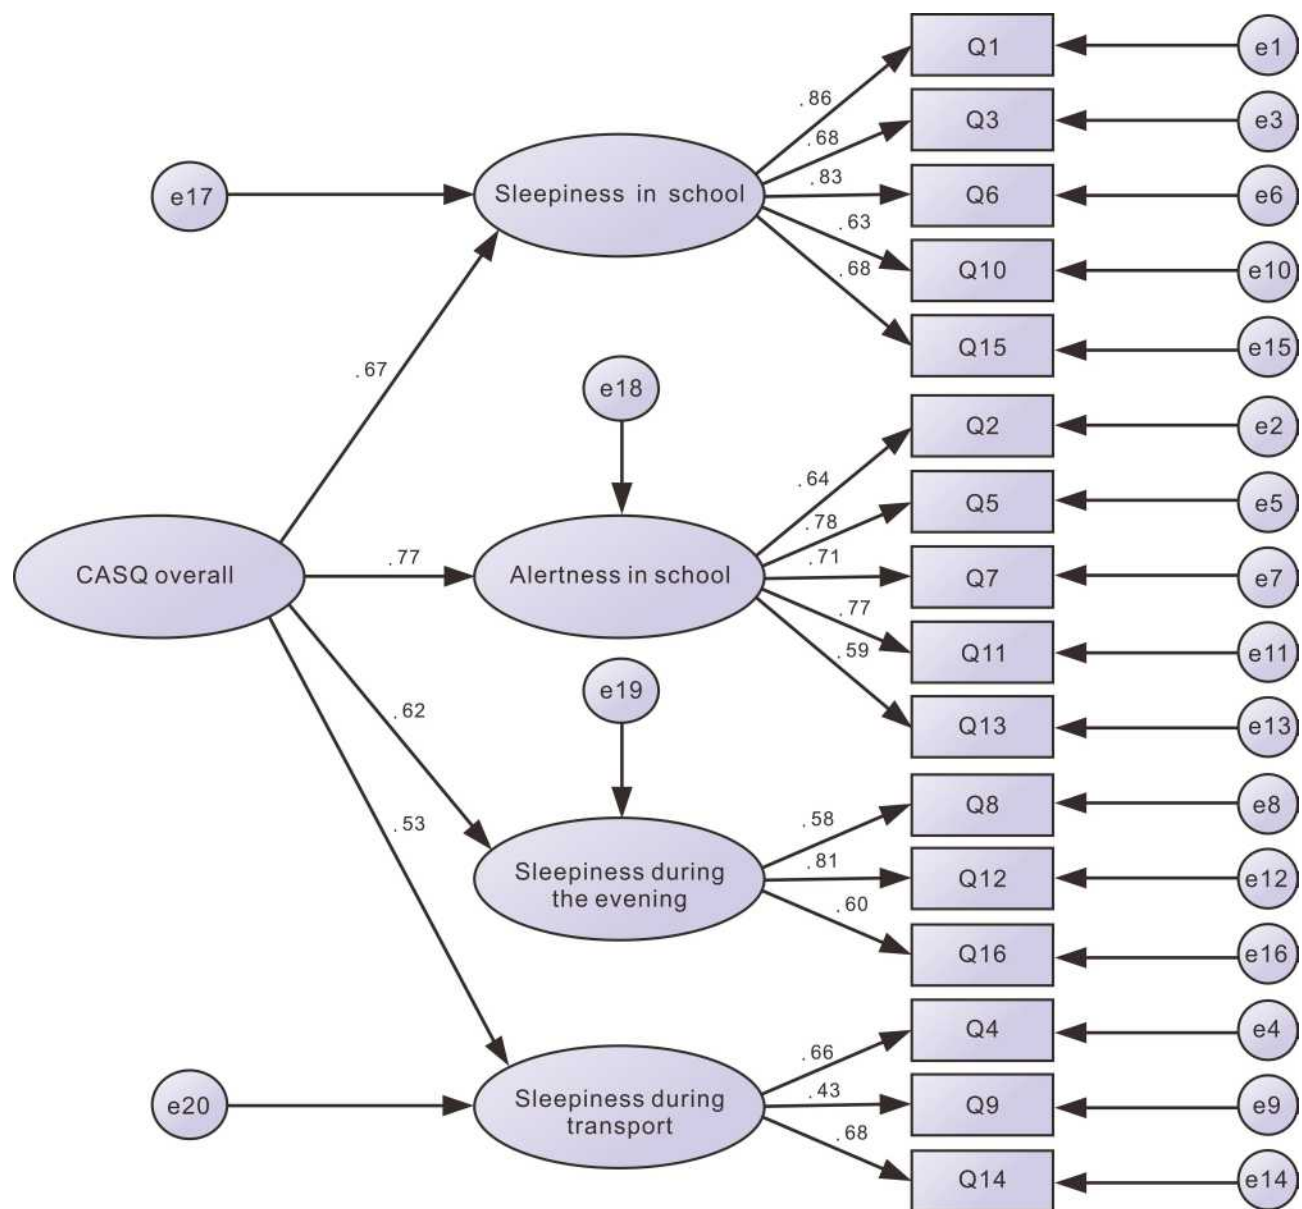 Q1
e1
.86
Q3
e3
.68
Sleepiness in school
e17
.83
Q6
e6
.63
Q10
e10
.68
Q15
e15
.67
e18
Q2
e2
.64
Q5
e5
.78
CASQ overall
.77
Alertness in school
.71
Q7
e7
.77
Q11
e11
.59
e19
Q13
e13
.62
Q8
e8
.58
.53
Sleepiness during
the evening
.81
Q12
e12
.60
Q16
e16
Q4
e4
.66
e20
Sleepiness during
transport
.43
Q9
e9
.68
Q14
e14